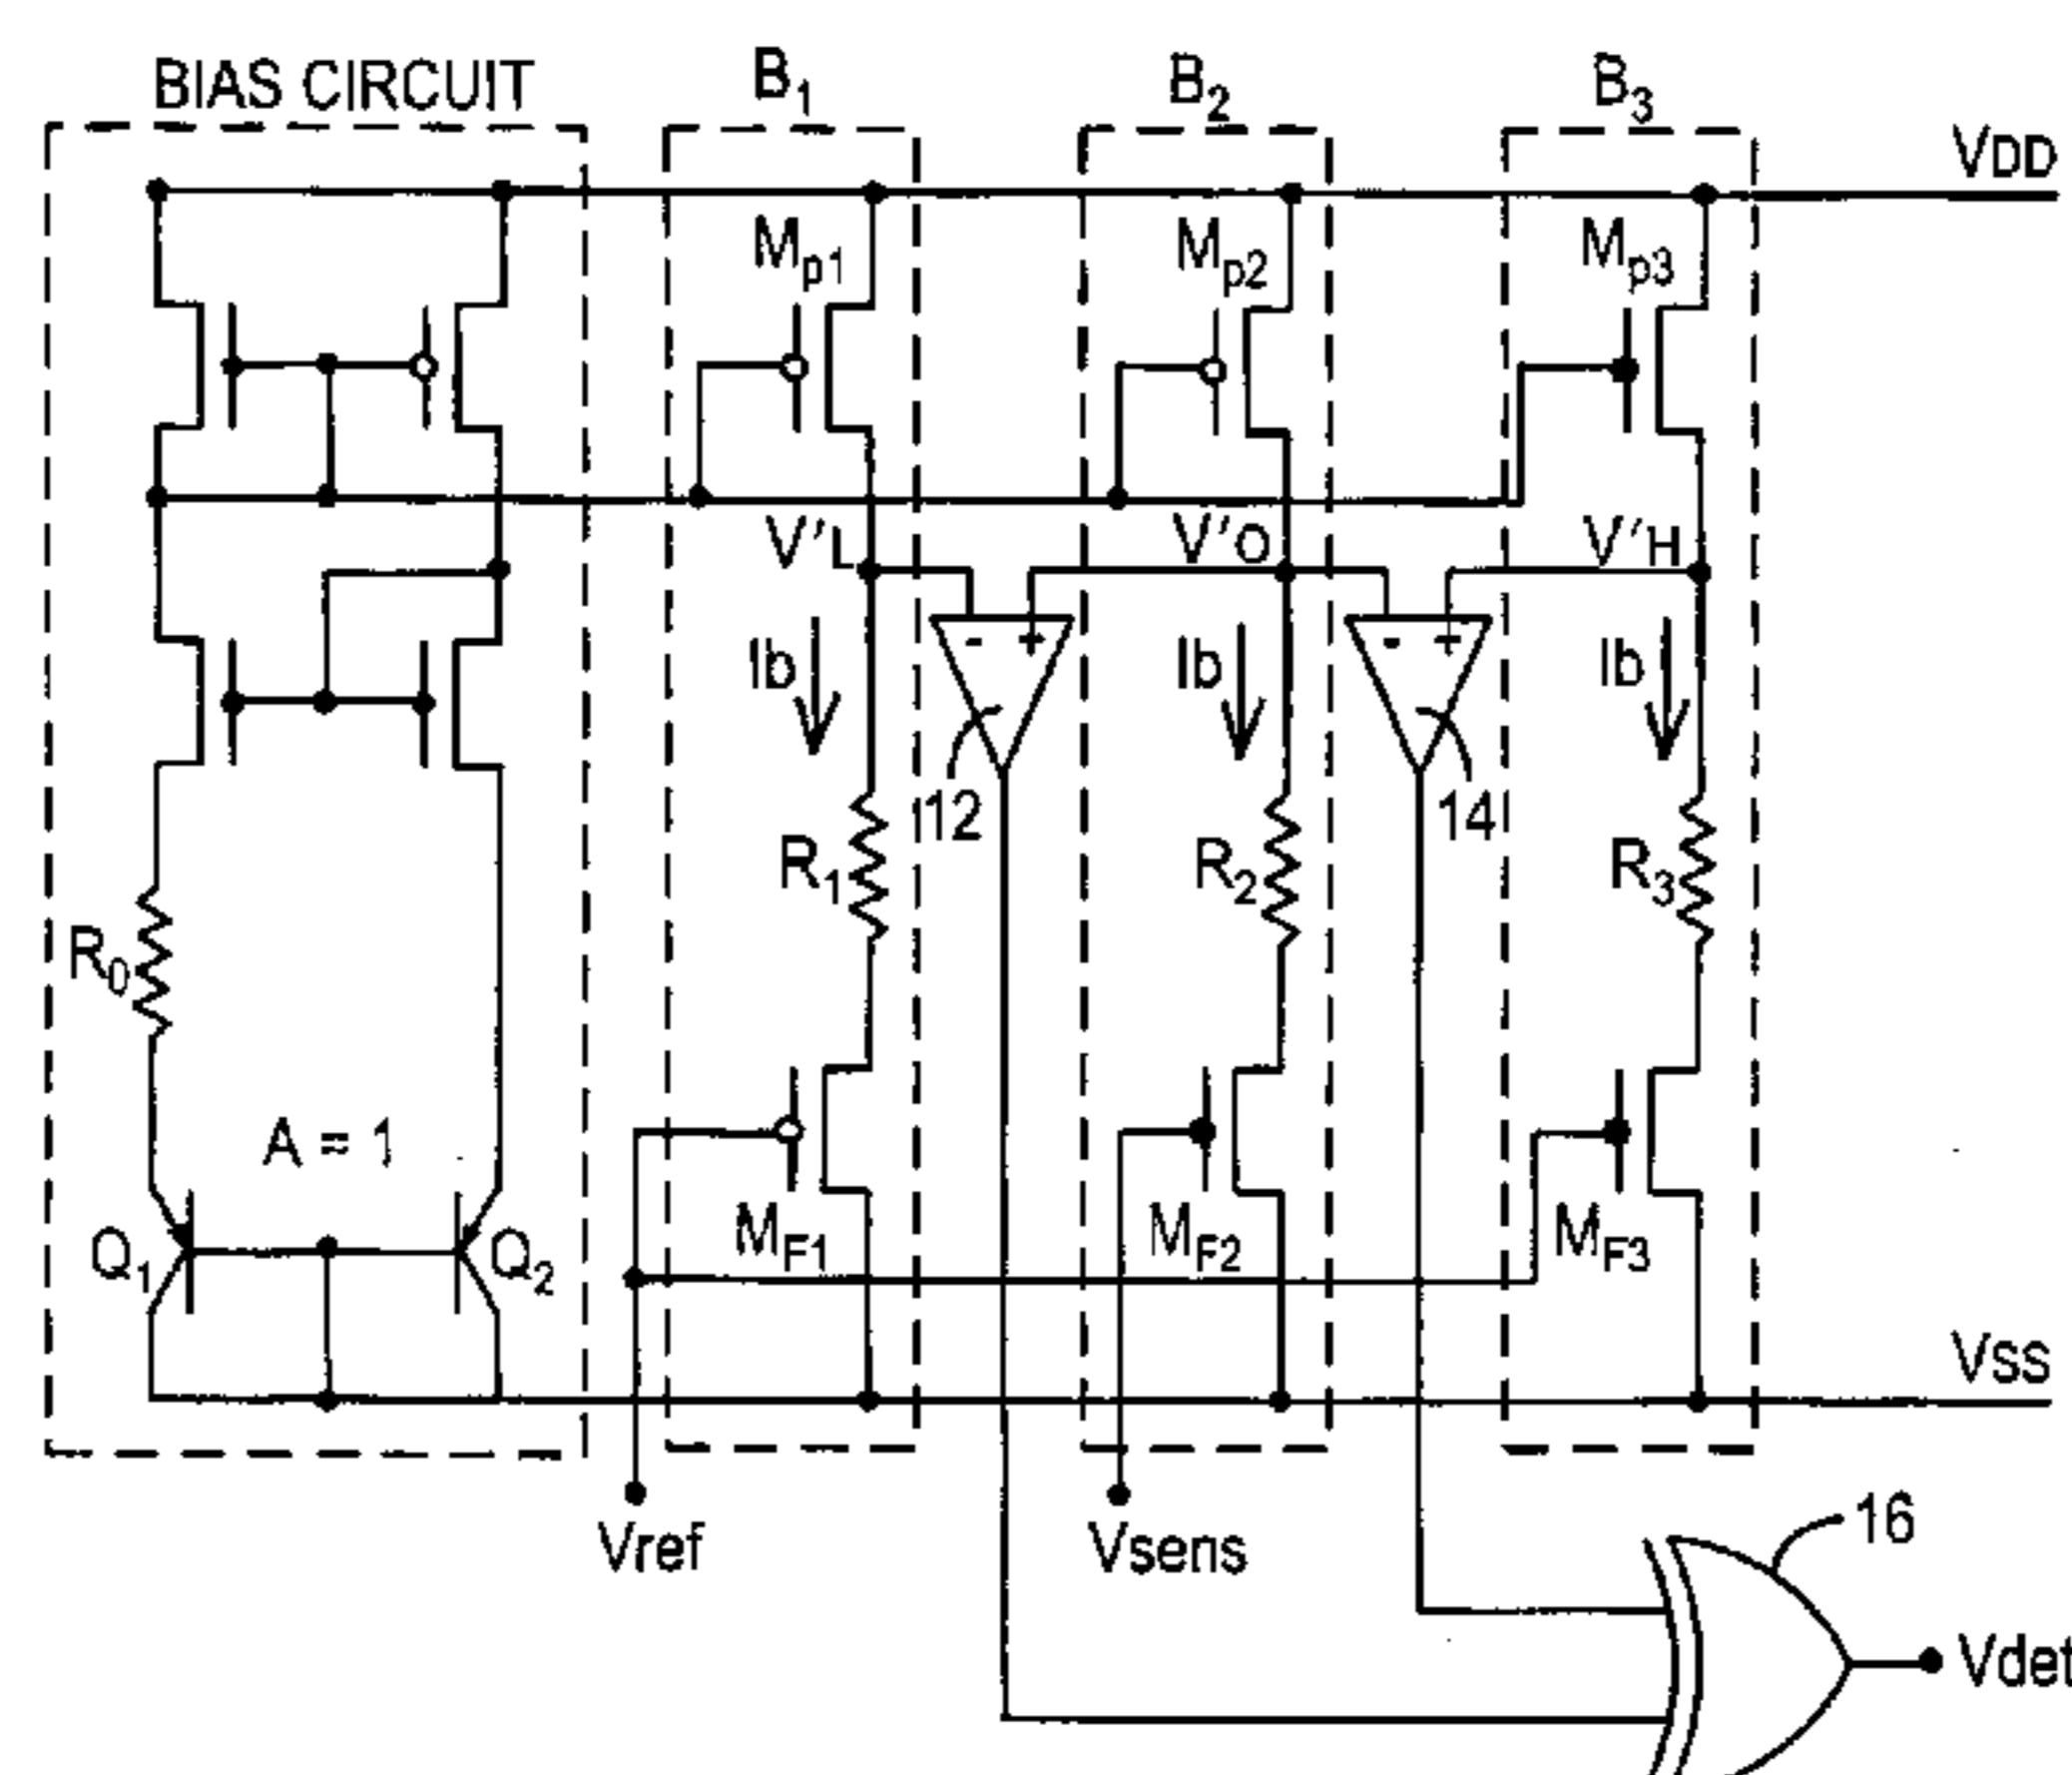 BIAS CIRCUIT
B1
B2
B3
VDD
Mp1
Mp2
Mp3
V'L
V'O
V'H
- +
- +
Ib
Ib
Ib
12
14
R1
R2
R3
R0
A = 1
Q1
Q2
MF1
MF2
MF3
VSS
Vref
Vsens
16
Vdet